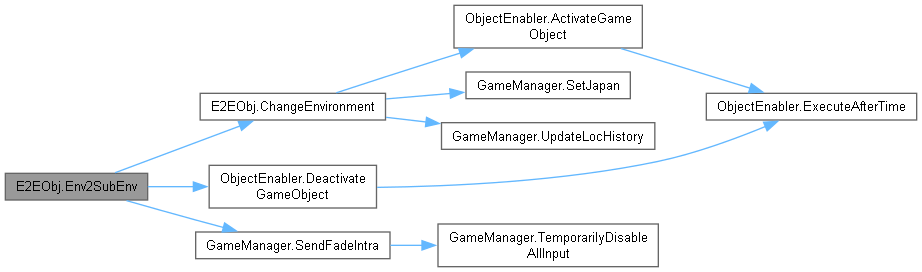 ObjectEnabler.ActivateGame
Object
GameManager.SetJapan
E2EObj.ChangeEnvironment
ObjectEnabler.ExecuteAfterTime
GameManager.UpdateLocHistory
E2EObj.Env2SubEnv
ObjectEnabler.Deactivate
GameObject
GameManager.SendFadeIntra
GameManager.TemporarilyDisable
AllInput